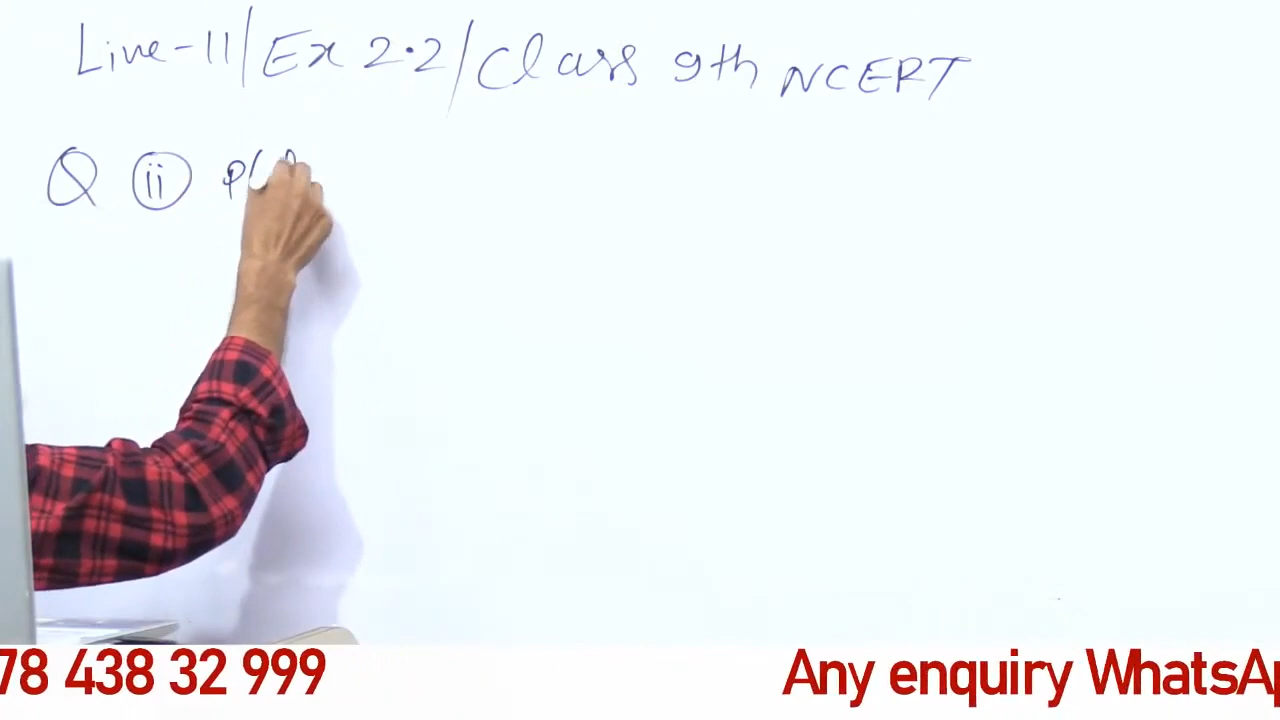 Live-11/Ex 2.2/Class 9th NCERT
Q (ii) P(
78 438 32 999 Any enquiry WhatsAp